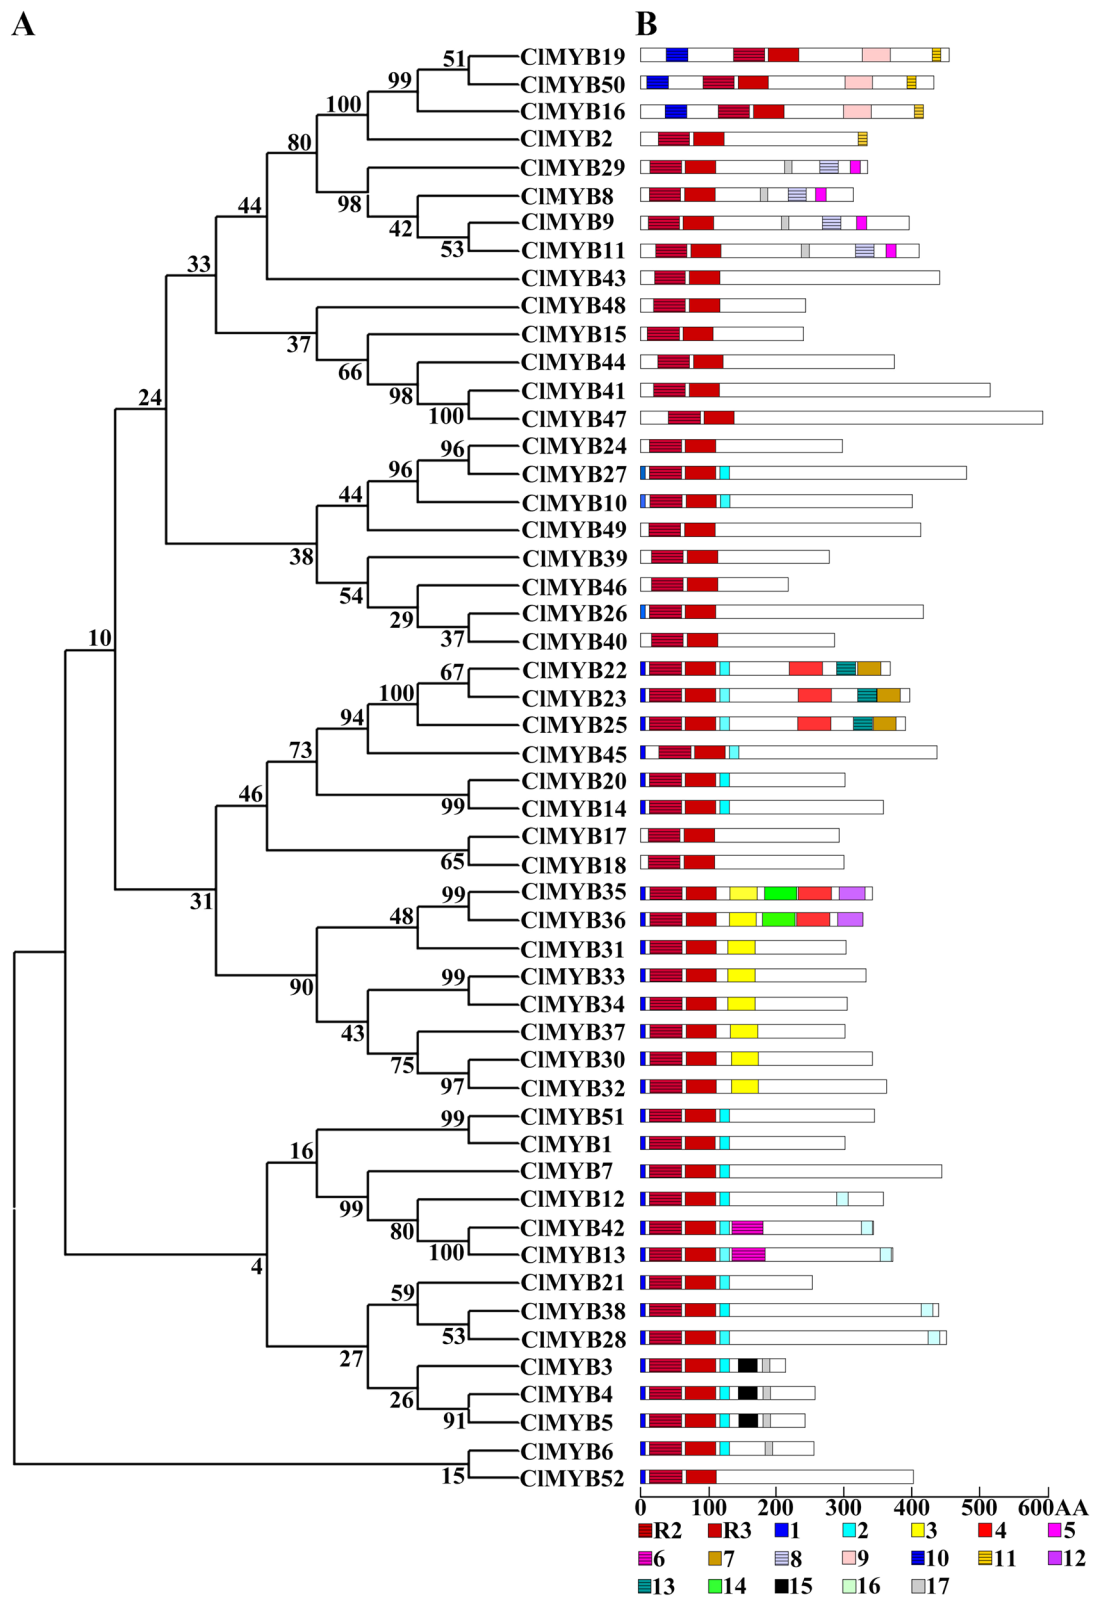 A B
51 ClMYB19
99 ClMYB50
100 ClMYB16
80 ClMYB2
ClMYB29
98 ClMYB8
44 42 ClMYB9
53 ClMYB11
33 ClMYB43
ClMYB48
37 ClMYB15
66 ClMYB44
24 98 ClMYB41
100 ClMYB47
96 ClMYB24
96 ClMYB27
44 ClMYB10
ClMYB49
38 ClMYB39
54 ClMYB46
29 ClMYB26
10 37 ClMYB40
67 ClMYB22
100 ClMYB23
94 ClMYB25
73 ClMYB45
46 ClMYB20
99 ClMYB14
ClMYB17
65 ClMYB18
31 99 ClMYB35
48 ClMYB36
ClMYB31
90 99 ClMYB33
ClMYB34
43 ClMYB37
75 ClMYB30
97 ClMYB32
99 ClMYB51
16 ClMYB1
ClMYB7
99 ClMYB12
80 ClMYB42
100 ClMYB13
4 59 ClMYB21
ClMYB38
53 ClMYB28
27 ClMYB3
26 ClMYB4
91 ClMYB5
ClMYB6
15 ClMYB52
0 100 200 300 400 500 600AA
R2 R3 1 2 3 4 5
6 7 8 9 10 11 12
13 14 15 16 17